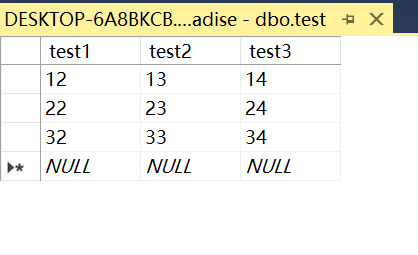 DESKTOP-6A8BKCB....adise - dbo.test
test1 test2 test3
12 13 14
22 23 24
32 33 34
NULL NULL NULL